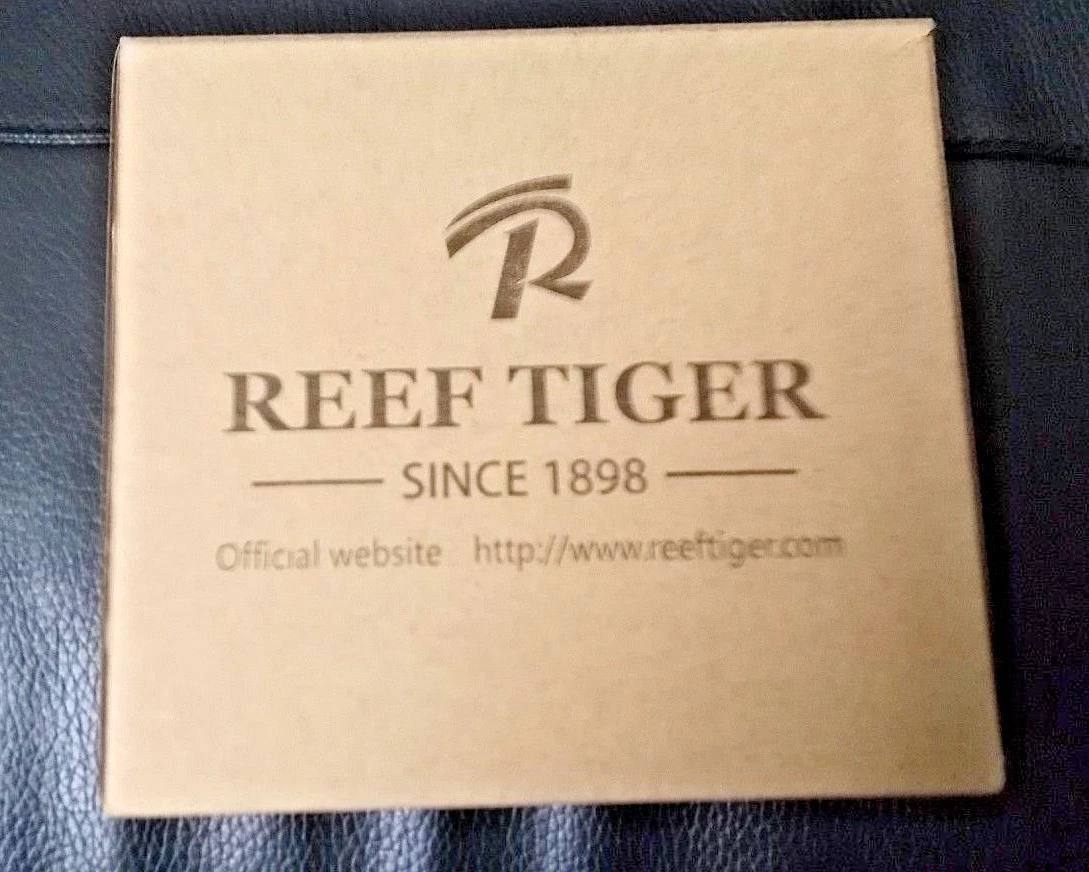 R
REEF TIGER
SINCE 1898
Official website http://www.reeftiger.com